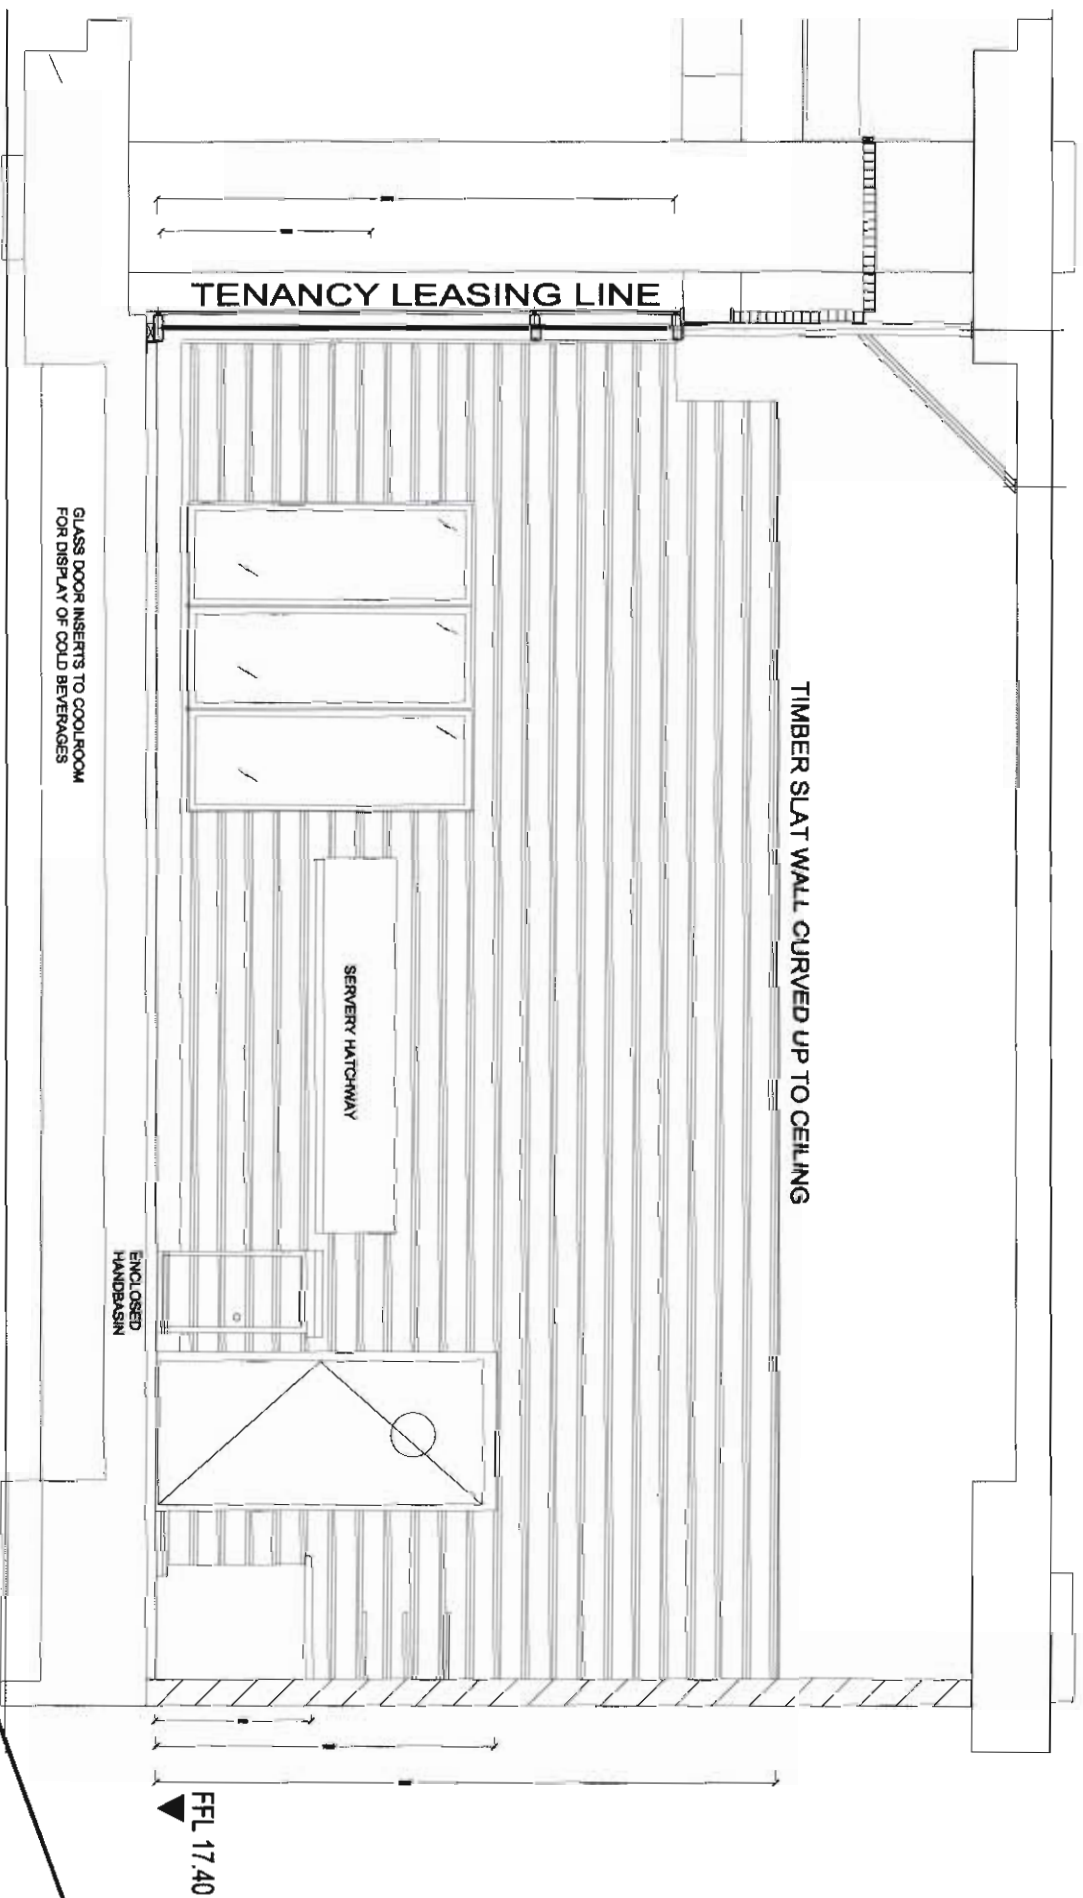 TENANCY LEASING LINE
TIMBER SLAT WALL CURVED UP TO CEILING
GLASS DOOR INSERTS TO COOLROOM
FOR DISPLAY OF COLD BEVERAGES
SERVERY HATCHWAY
ENCLOSED
HANDBASIN
FFL 17.40